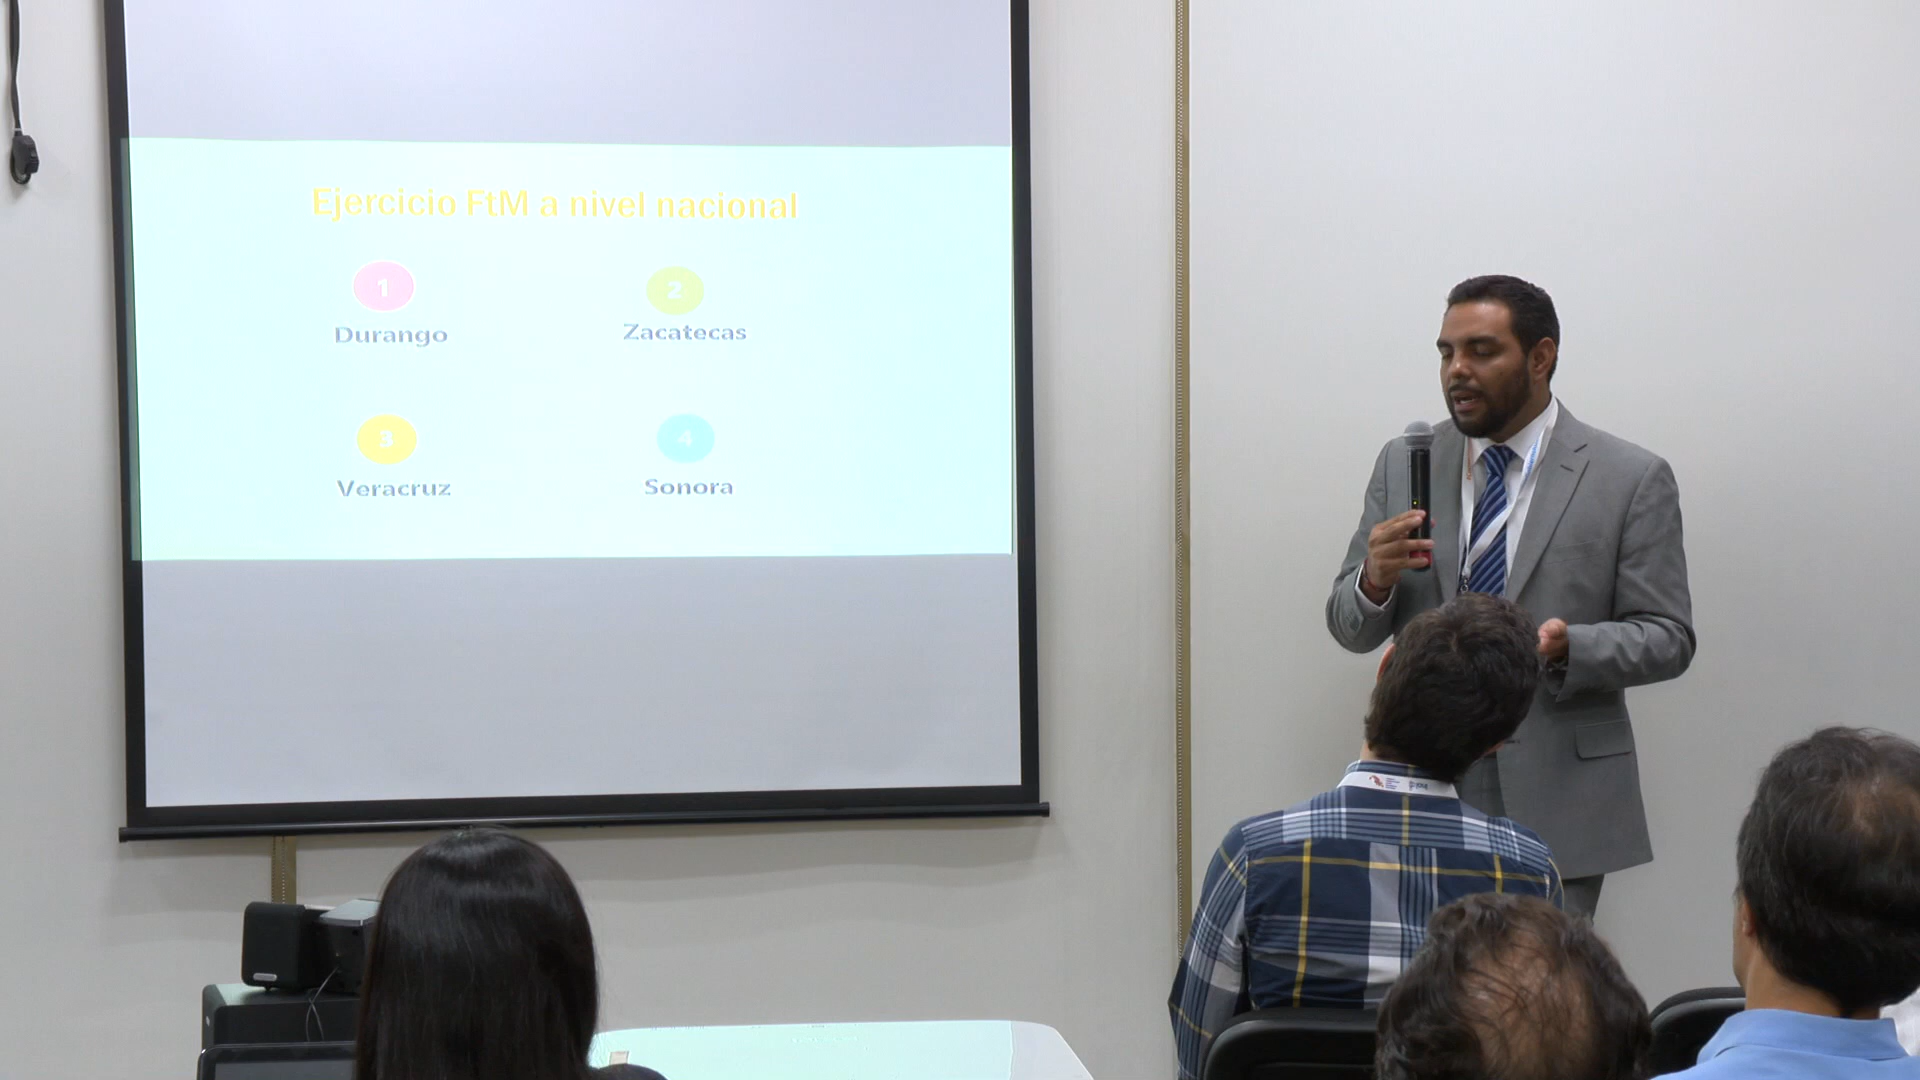 Ejercicio FtM a nivel nacional
1
2
Durango
Zacatecas
3
4
Veracruz
Sonora